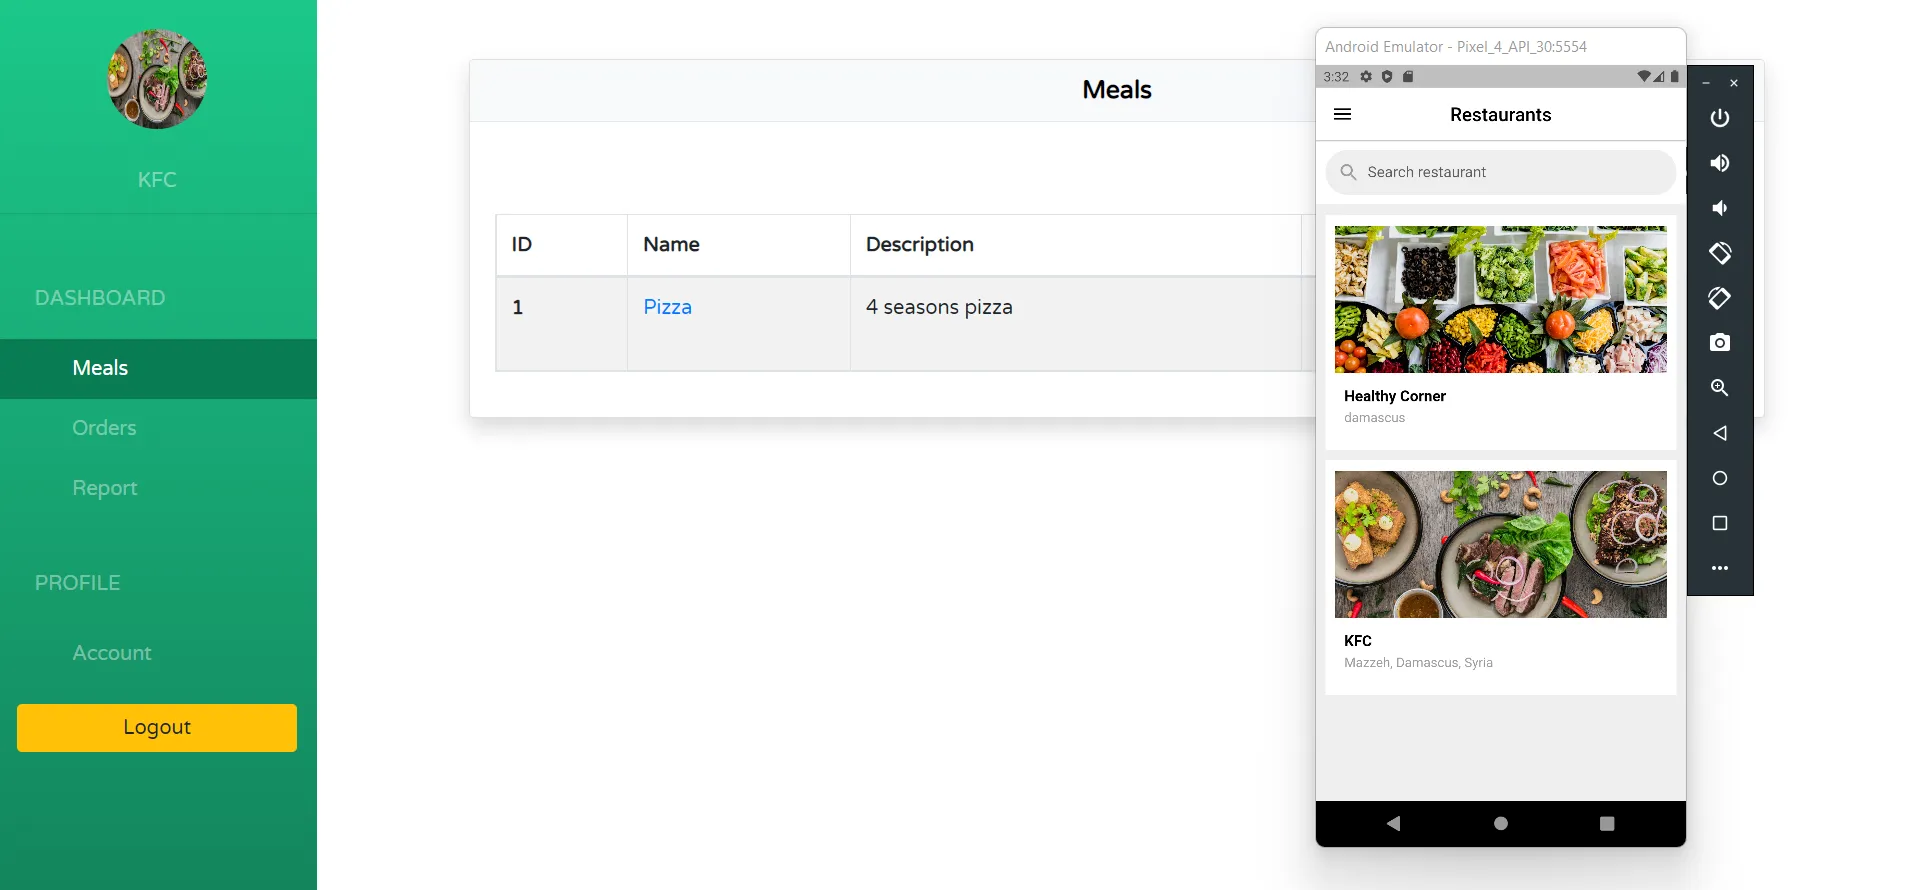 KFC
DASHBOARD
Meals
Orders
Report
PROFILE
Account
Logout
Meals
ID Name Description
1 Pizza 4 seasons pizza
Android Emulator - Pixel_4_API_30:5554
3:32
Restaurants
Search restaurant
Healthy Corner
damascus
KFC
Mazzeh, Damascus, Syria